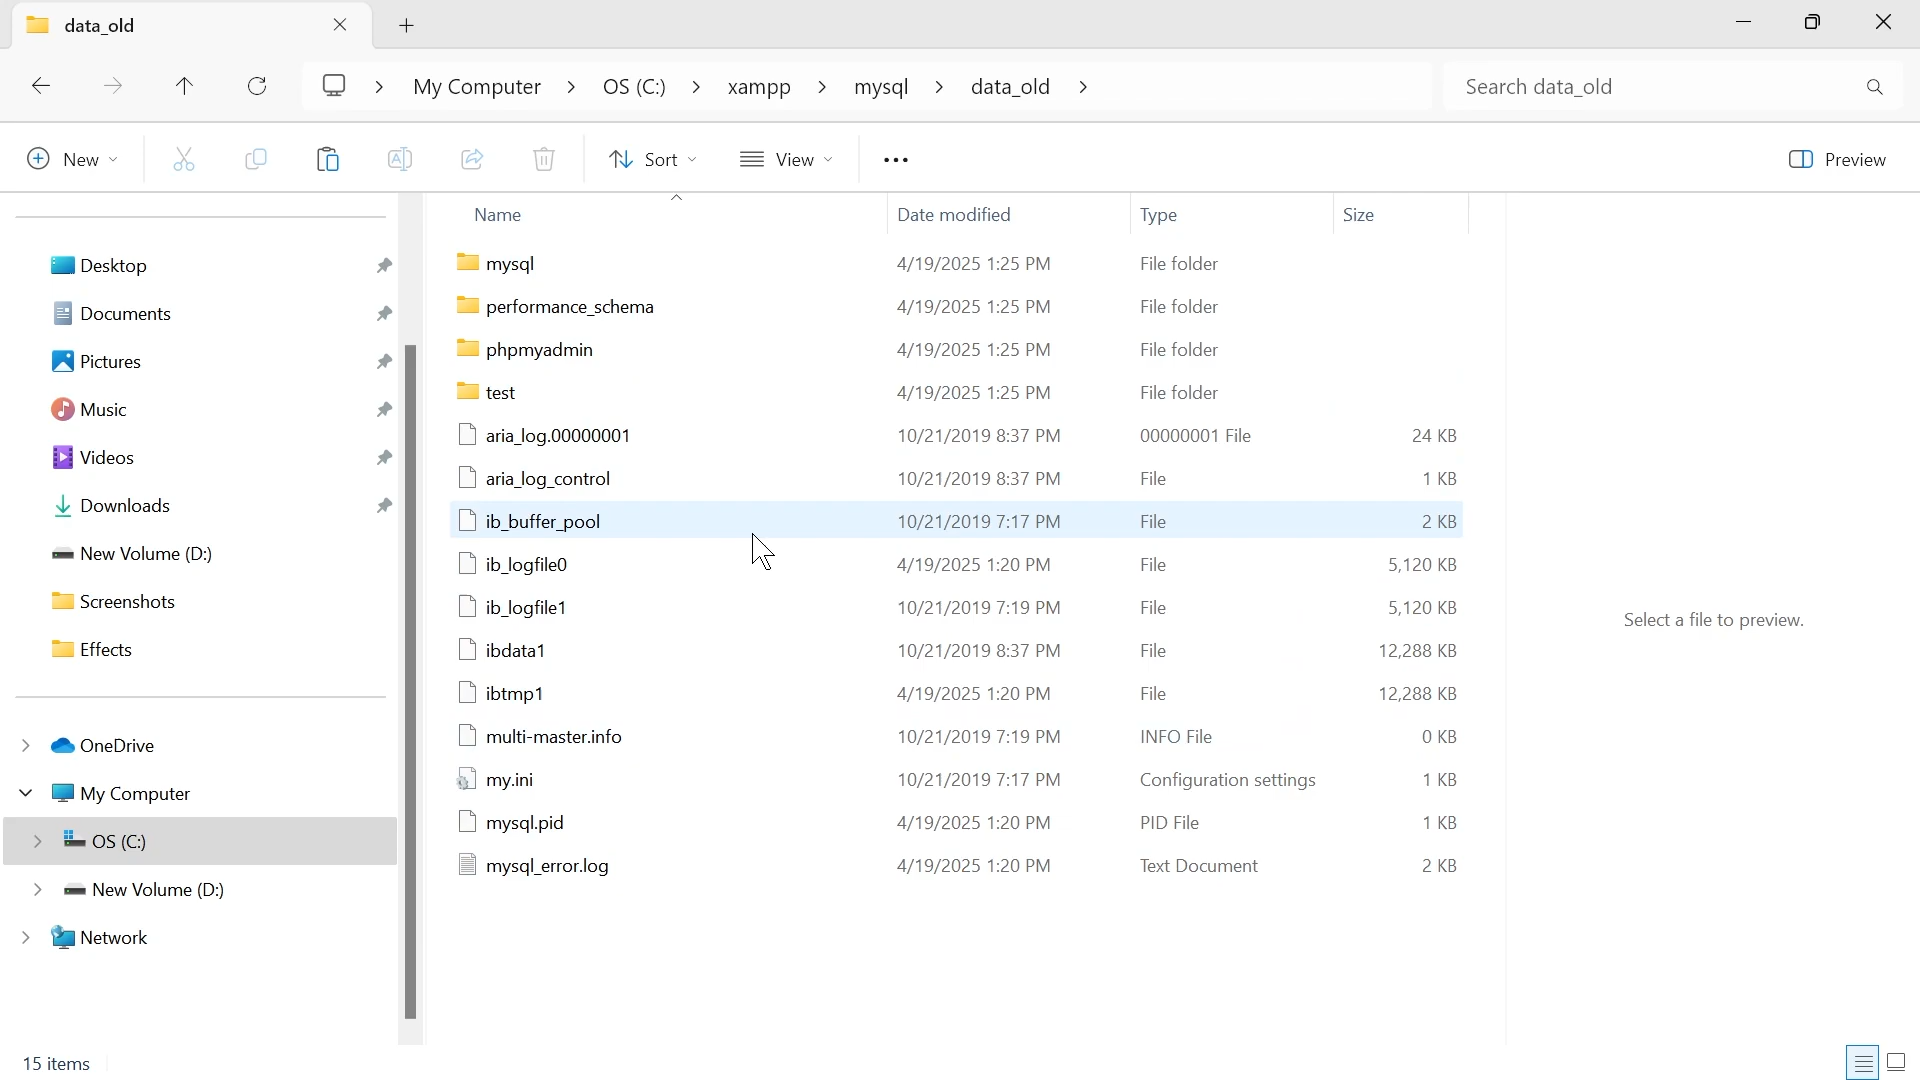 data_old
My Computer > OS (C:) > xampp > mysql > data_old >
Search data_old
New
Sort
View
Preview
Desktop
Documents
Pictures
Music
Videos
Downloads
New Volume (D:)
Screenshots
Effects
OneDrive
My Computer
OS (C:)
New Volume (D:)
Network
Name Date modified Type Size
mysql 4/19/2025 1:25 PM File folder
performance_schema 4/19/2025 1:25 PM File folder
phpmyadmin 4/19/2025 1:25 PM File folder
test 4/19/2025 1:25 PM File folder
aria_log.00000001 10/21/2019 8:37 PM 00000001 File 24 KB
aria_log_control 10/21/2019 8:37 PM File 1 KB
ib_buffer_pool 10/21/2019 7:17 PM File 2 KB
ib_logfile0 4/19/2025 1:20 PM File 5,120 KB
ib_logfile1 10/21/2019 7:19 PM File 5,120 KB
ibdata1 10/21/2019 8:37 PM File 12,288 KB
ibtmp1 4/19/2025 1:20 PM File 12,288 KB
multi-master.info 10/21/2019 7:19 PM INFO File 0 KB
my.ini 10/21/2019 7:17 PM Configuration settings 1 KB
mysql.pid 4/19/2025 1:20 PM PID File 1 KB
mysql_error.log 4/19/2025 1:20 PM Text Document 2 KB
Select a file to preview.
15 items